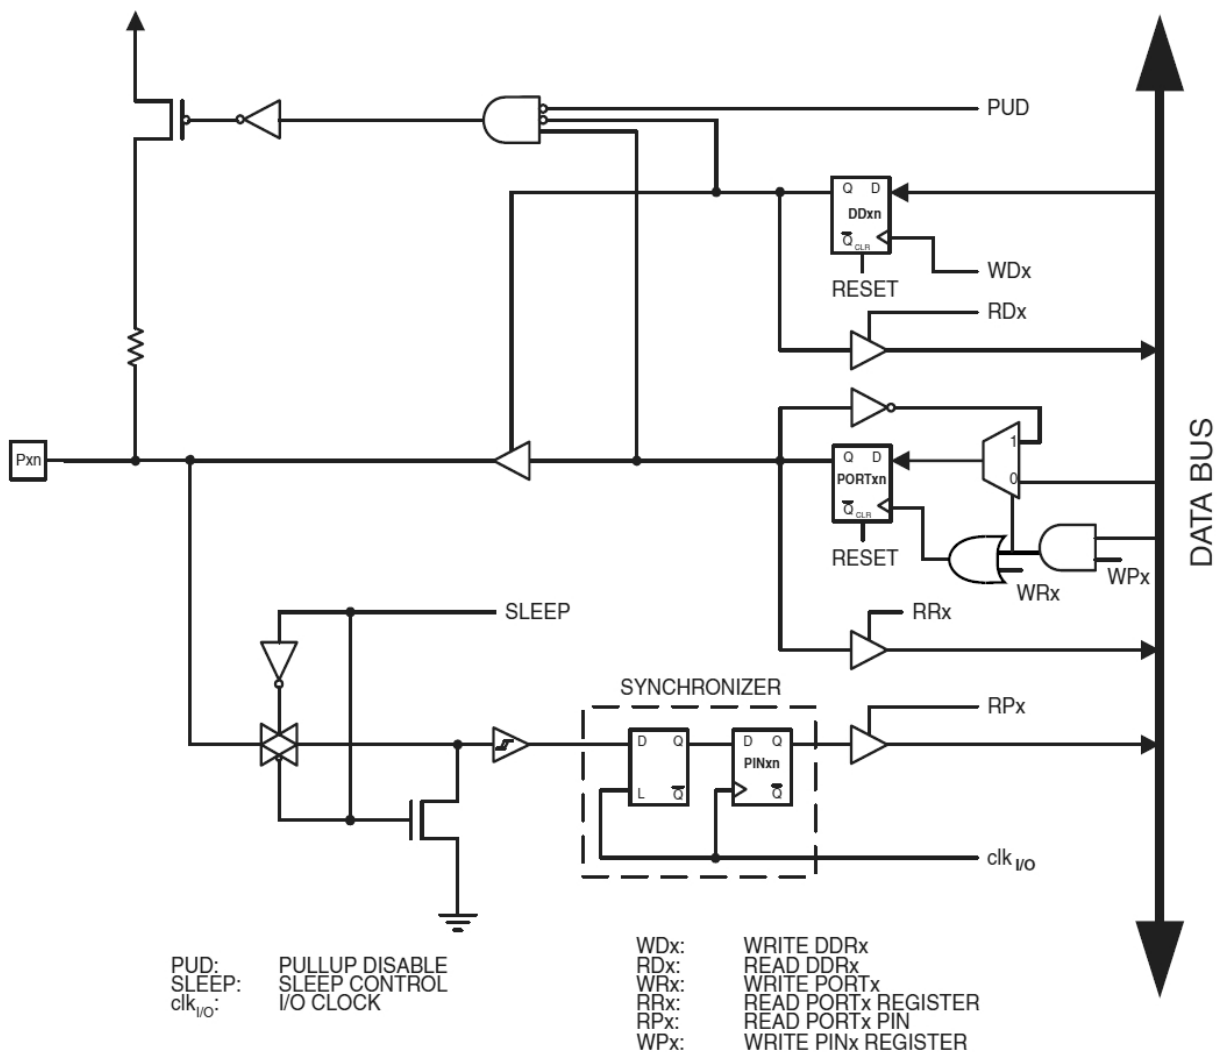 PUD
Q D
DDxn
Q CLR
WDx
RESET
RDx
1
Pxn
Q D
PORTxn
0
Q CLR
RESET
WPx
WRx
DATA BUS
SLEEP
RRx
SYNCHRONIZER
RPx
D Q
D Q
PINxn
L Q
Q
clk I/O
PUD: PULLUP DISABLE
SLEEP: SLEEP CONTROL
clkI/O: I/O CLOCK
WDx: WRITE DDRx
RDx: READ DDRx
WRx: WRITE PORTx
RRx: READ PORTx REGISTER
RPx: READ PORTx PIN
WPx: WRITE PINx REGISTER